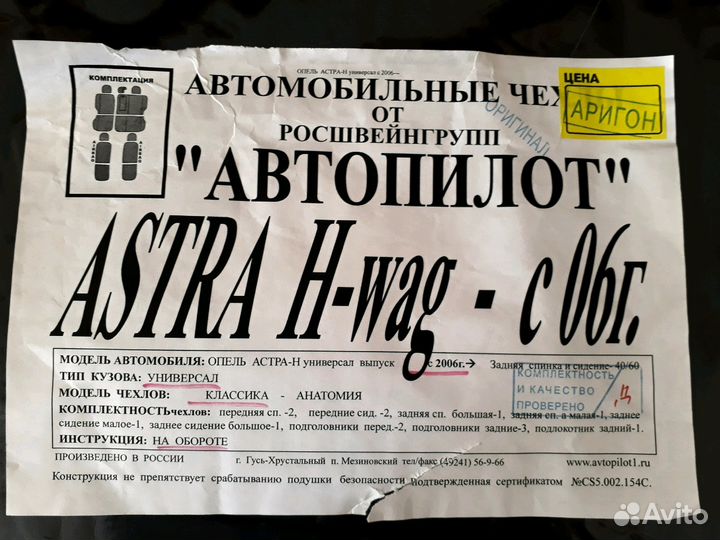 ОПЕЛЬ АСТРА-Н универсал с 2006---
КОМПЛЕКТАЦИЯ
АВТОМОБИЛЬНЫЕ
ЦЕНА
АРИГОН
ОТ
ОРИГИНАЛ
РОСШВЕЙНГРУПП
"АВТОПИЛОТ"
ASTRA H-wag - с 06г.
МОДЕЛЬ АВТОМОБИЛЯ: ОПЕЛЬ АСТРА-Н универсал выпуск с 2006г.→ Задняя спинка и сидение- 40/60
ТИП КУЗОВА: УНИВЕРСАЛ
МОДЕЛЬ ЧЕХЛОВ: КЛАССИКА - АНАТОМИЯ
КОМПЛЕКТНОСТЬ
И КАЧЕСТВО
ПРОВЕРЕНО
КОМПЛЕКТНОСТЬчехлов: передняя сп. -2, передние сид. -2, задняя сп. большая-1, задняя сп. а малая-1, заднее
сидение малое-1, заднее сидение большое-1, подголовники перед.-2, подголовники задние-3, подлокотник задний-1.
ИНСТРУКЦИЯ: НА ОБОРОТЕ
ПРОИЗВЕДЕНО В РОССИИ г. Гусь-Хрустальный п. Мезиновский тел/факс (49241) 56-9-66 www.avtopilot1.ru
Конструкция не препятствует срабатыванию подушки безопасности Подтвержденная сертификатом №CS5.002.154C.
Avito